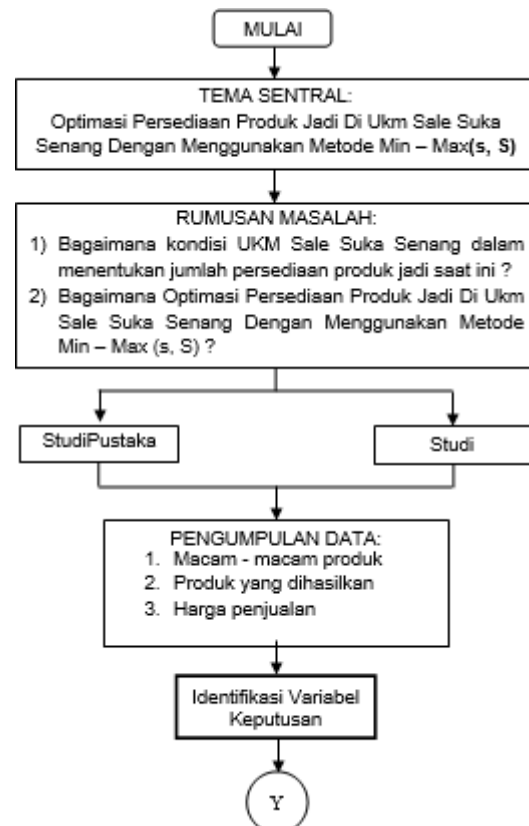 MULAI
TEMA SENTRAL:
Optimasi Persediaan Produk Jadi Di Ukm Sale Suka
Senang Dengan Menggunakan Metode Min – Max(s, S)
RUMUSAN MASALAH:
1) Bagaimana kondisi UKM Sale Suka Senang dalam
menentukan jumlah persediaan produk jadi saat ini ?
2) Bagaimana Optimasi Persediaan Produk Jadi Di Ukm
Sale Suka Senang Dengan Menggunakan Metode
Min – Max (s, S) ?
StudiPustaka
Studi
PENGUMPULAN DATA:
1. Macam - macam produk
2. Produk yang dihasilkan
3. Harga penjualan
Identifikasi Variabel
Keputusan
Y